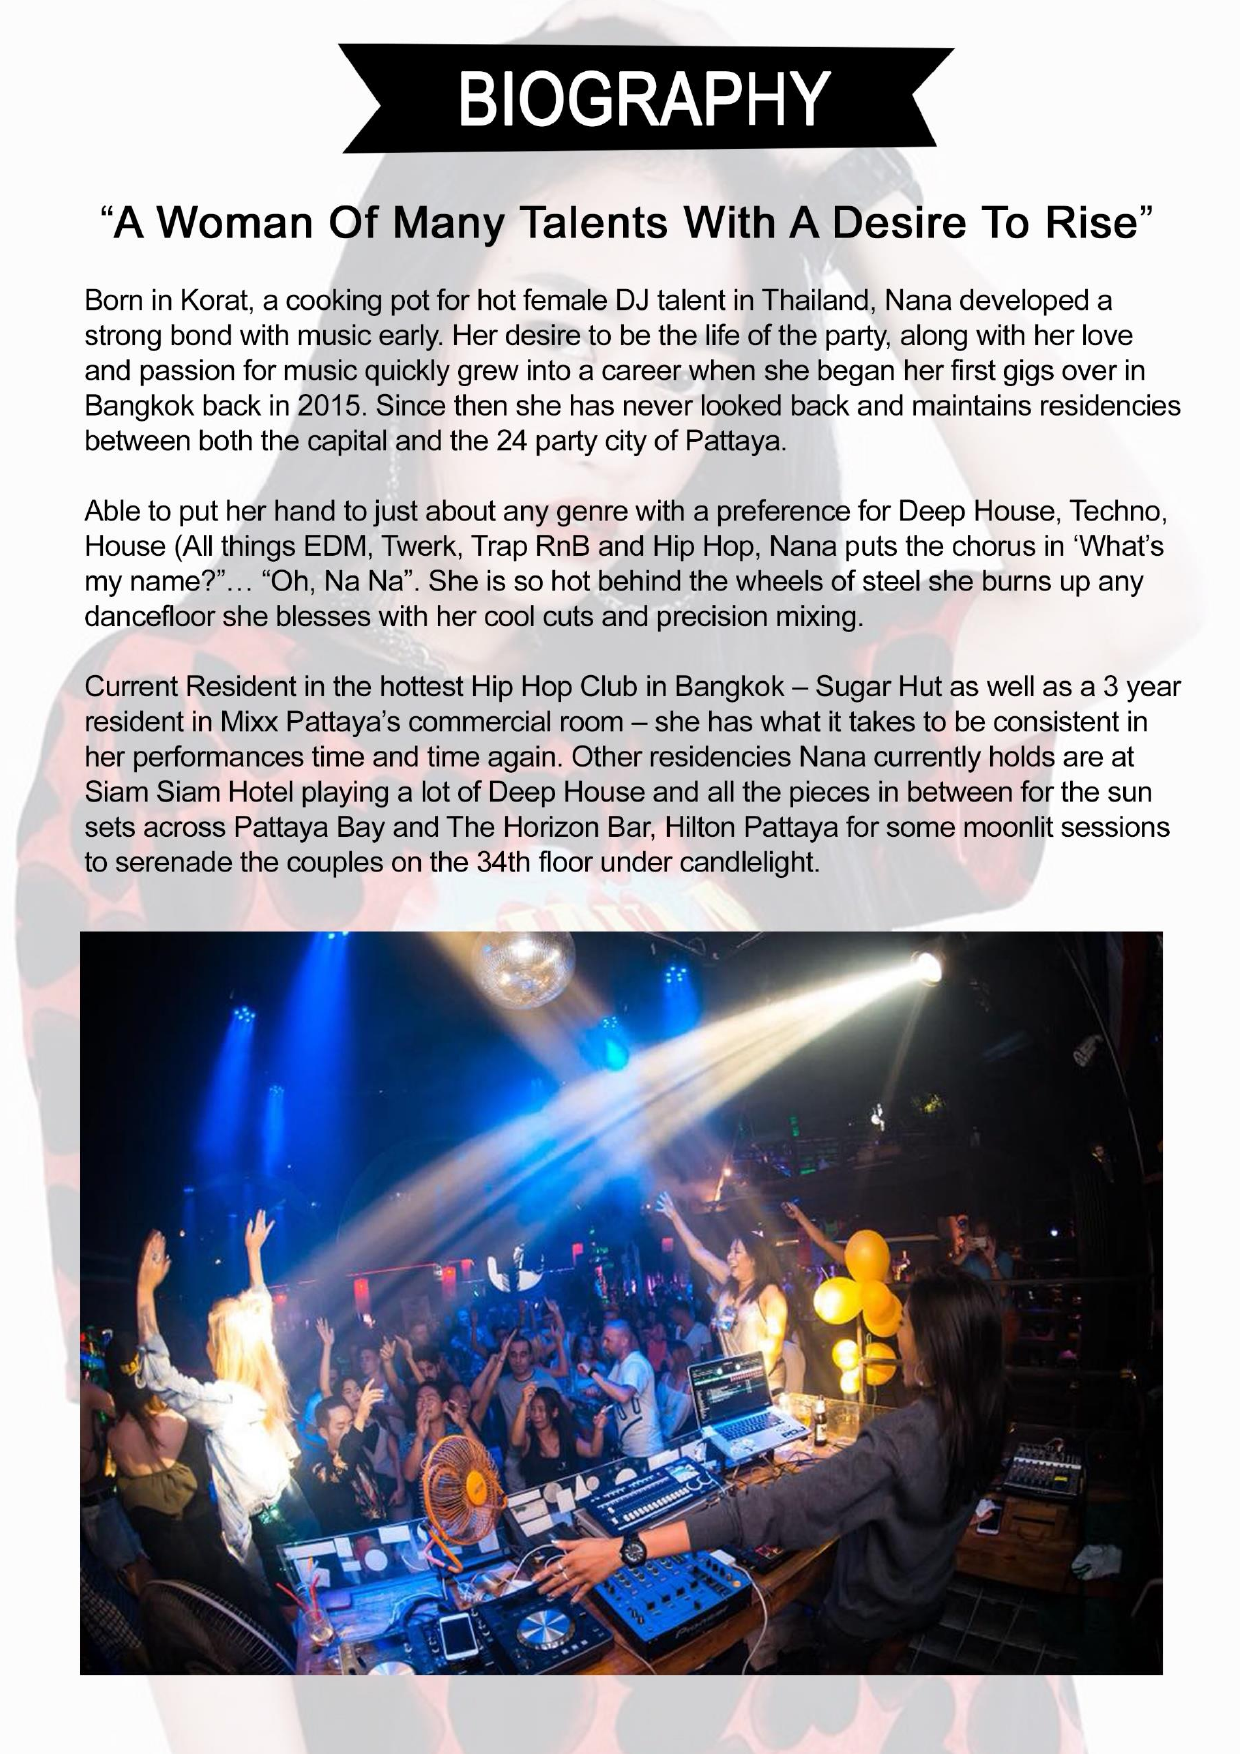 BIOGRAPHY
“A Woman Of Many Talents With A Desire To Rise”
Born in Korat, a cooking pot for hot female DJ talent in Thailand, Nana developed a
strong bond with music early. Her desire to be the life of the party, along with her love
and passion for music quickly grew into a career when she began her first gigs over in
Bangkok back in 2015. Since then she has never looked back and maintains residencies
between both the capital and the 24 party city of Pattaya.
Able to put her hand to just about any genre with a preference for Deep House, Techno,
House (All things EDM, Twerk, Trap RnB and Hip Hop, Nana puts the chorus in ‘What’s
my name?”… “Oh, Na Na”. She is so hot behind the wheels of steel she burns up any
dancefloor she blesses with her cool cuts and precision mixing.
Current Resident in the hottest Hip Hop Club in Bangkok – Sugar Hut as well as a 3 year
resident in Mixx Pattaya’s commercial room – she has what it takes to be consistent in
her performances time and time again. Other residencies Nana currently holds are at
Siam Siam Hotel playing a lot of Deep House and all the pieces in between for the sun
sets across Pattaya Bay and The Horizon Bar, Hilton Pattaya for some moonlit sessions
to serenade the couples on the 34th floor under candlelight.
Pioneer